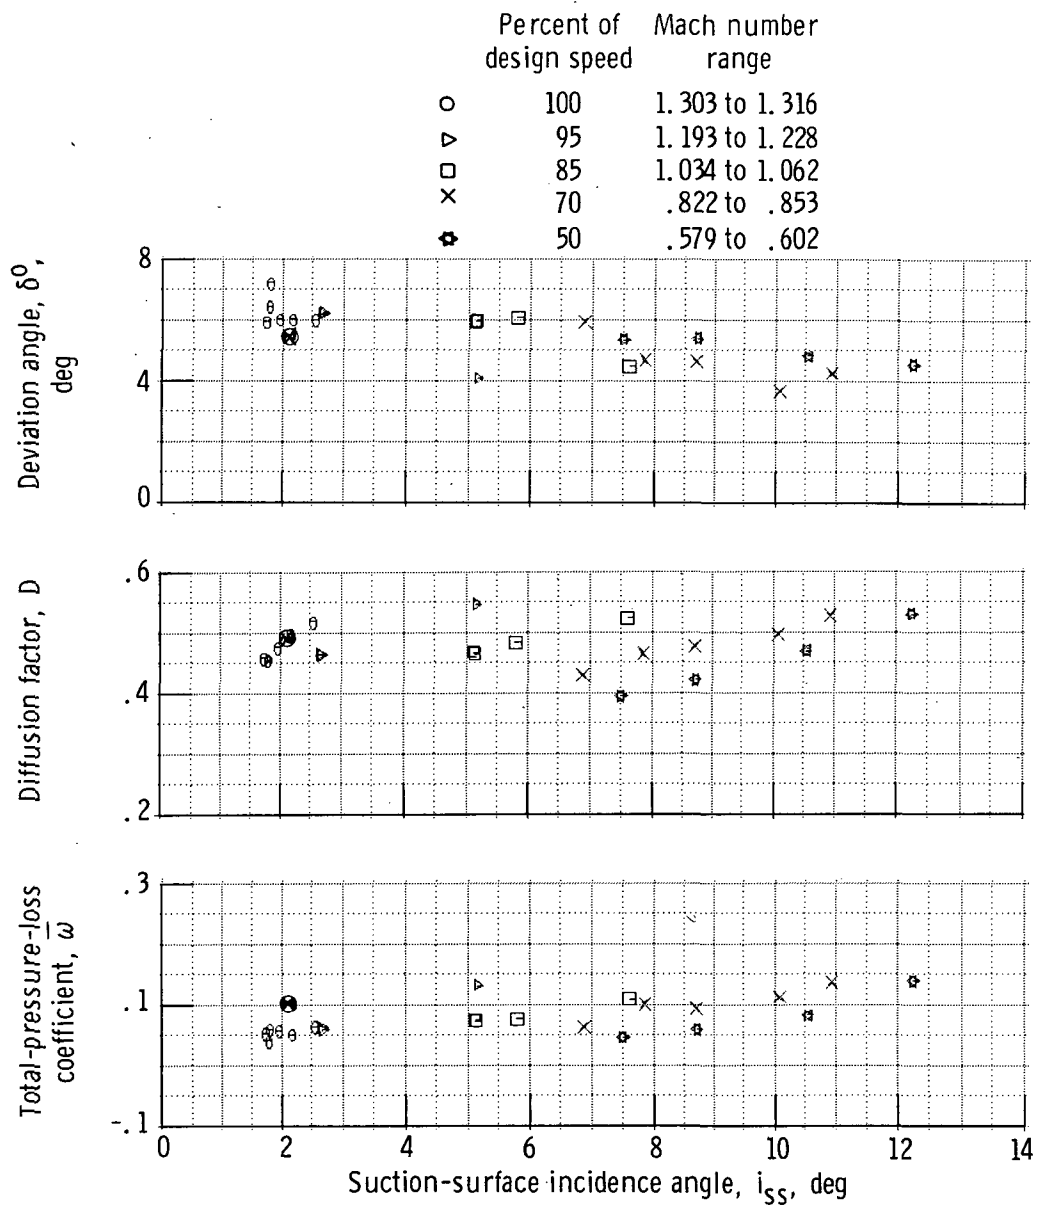 Percent of design speed
Mach number range
100 1.303 to 1.316
95 1.193 to 1.228
85 1.034 to 1.062
70 .822 to .853
50 .579 to .602
Deviation angle, δ°, deg
8
4
0
Diffusion factor, D
.6
.4
.2
Total-pressure-loss coefficient, ω̅
.3
.1
-.1
0 2 4 6 8 10 12 14
Suction-surface incidence angle, iss, deg